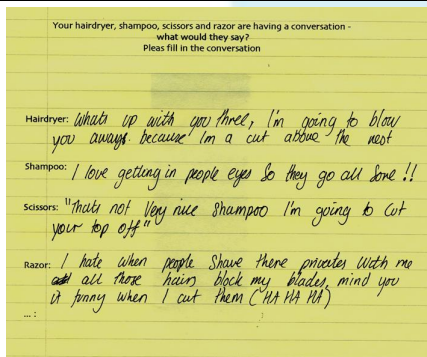 Your hairdryer, shampoo, scissors and razor are having a conversation -
what would they say?
Pleas fill in the conversation
Hairdryer: Whats up with you three, I'm going to blow
you aways. because Im a cut above the rest
Shampoo: I love getting in people eyes So they go all Sore !!
Scissors: "Thats not Very nice Shampoo I'm going to Cut
your top off"
Razor: I hate when people Shave there privates With me
all those hairs block my blades, mind you
it funny when I cut them (HA HA HA)
... :